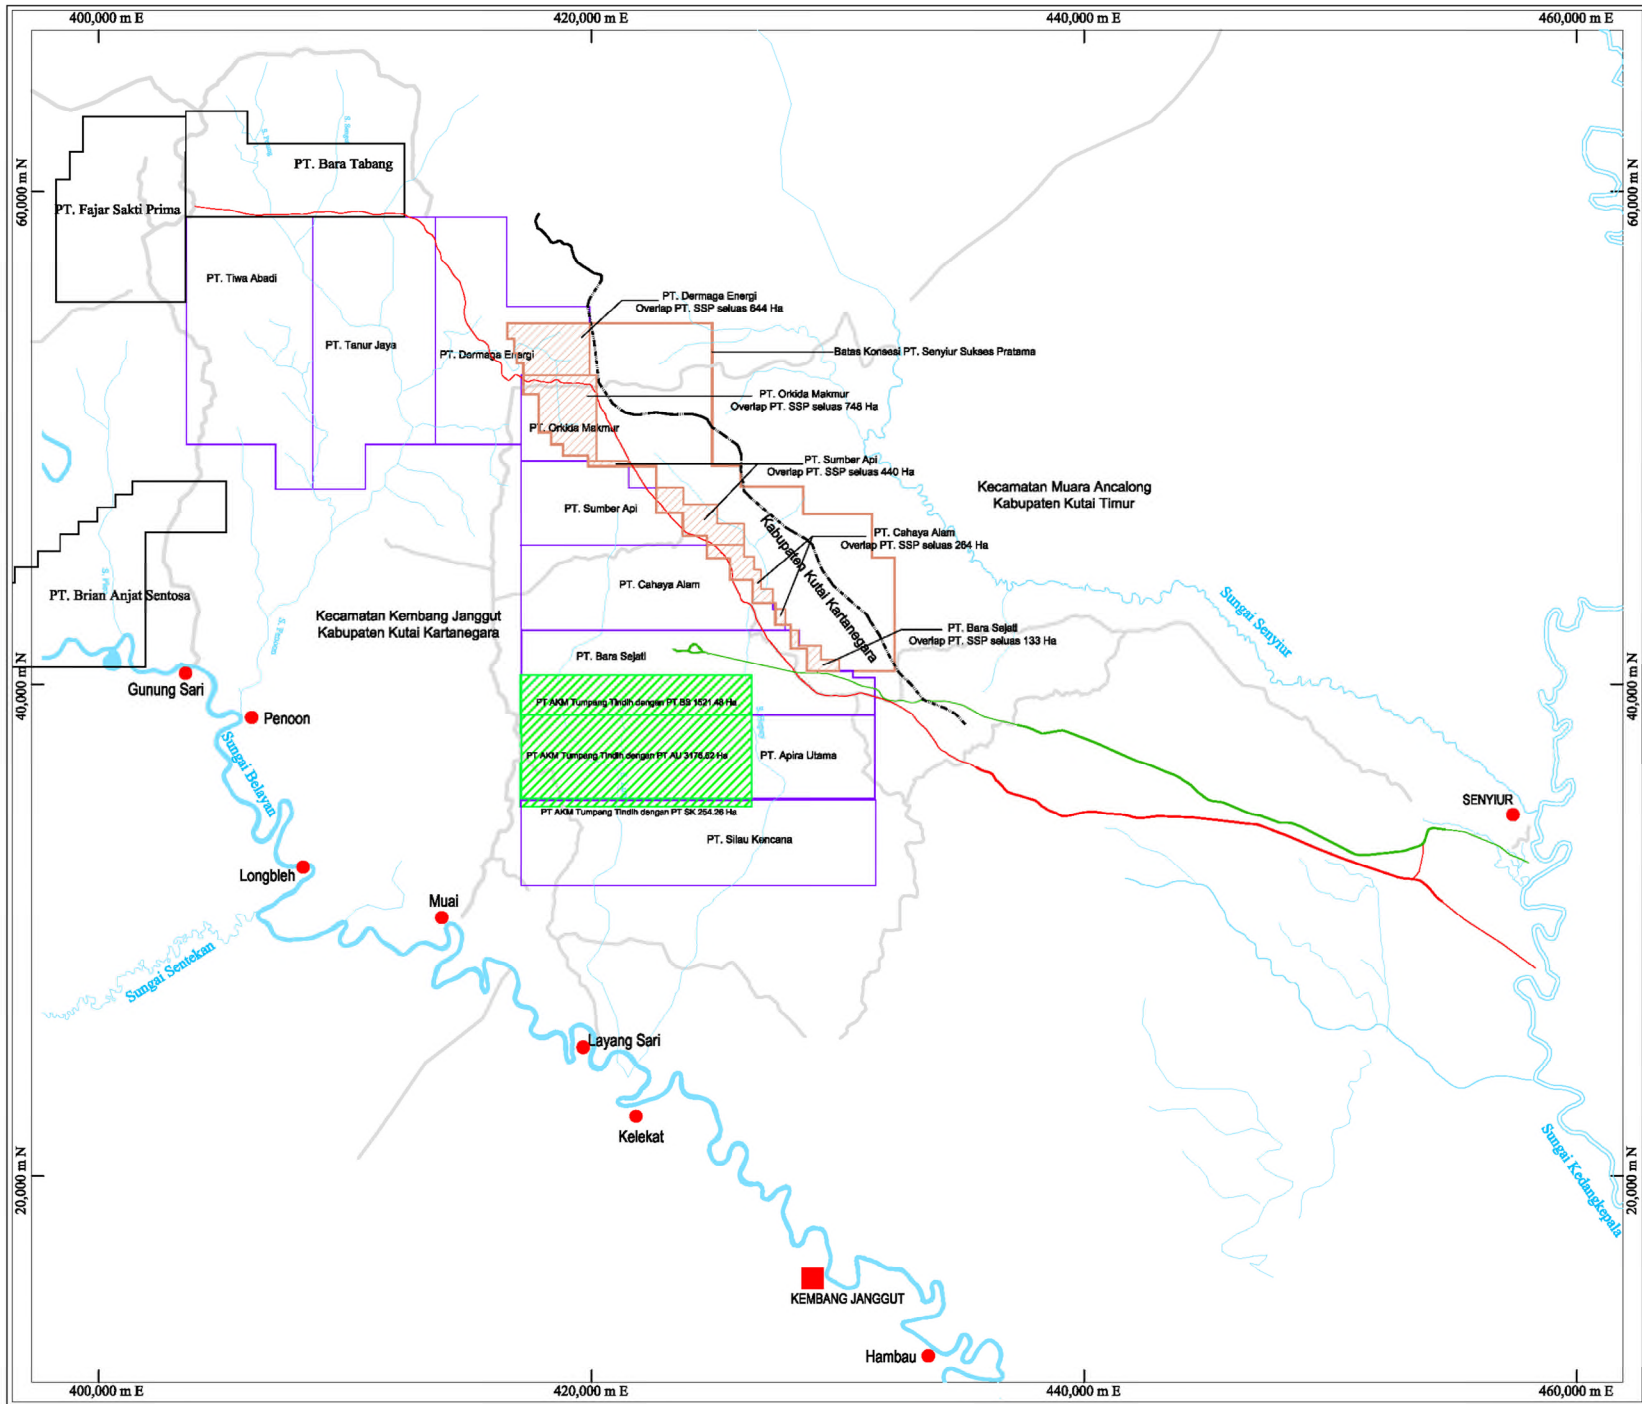 400,000 m E
420,000 m E
440,000 m E
460,000 m E
60,000 m N
60,000 m N
S. Senyur
PT. Bara Tabang
PT. Fajar Sakti Prima
PT. Tiwa Abadi
PT. Dermaga Energi
Overlap PT. SSP seluas 644 Ha
PT. Tanur Jaya
PT. Dermaga Energi
Batas Konsesi PT. Senyiur Sukses Pratama
PT. Orkida Makmur
Overlap PT. SSP seluas 748 Ha
PT. Orkida Makmur
PT. Sumber Api
Overlap PT. SSP seluas 440 Ha
Kecamatan Muara Ancalong
Kabupaten Kutai Timur
PT. Sumber Api
Kabupaten Kutai Kartanegara
PT. Cahaya Alam
Overlap PT. SSP seluas 264 Ha
PT. Cahaya Alam
PT. Brian Anjat Sentosa
Sungai Senyiur
Kecamatan Kembang Janggut
Kabupaten Kutai Kartanegara
S. Penoon
PT. Bara Sejati
Overlap PT. SSP seluas 133 Ha
PT. Bara Sejati
40,000 m N
40,000 m N
Gunung Sari
PT AKM Tumpang Tindih dengan PT BS 1521.48 Ha
Penoon
Sungai Belayan
PT AKM Tumpang Tindih dengan PT AU 3176.52 Ha
PT. Apira Utama
SENYIUR
PT AKM Tumpang Tindih dengan PT SK 254.26 Ha
PT. Silau Kencana
Longbleh
Muai
Sungai Sentekan
Layang Sari
Kelekat
Sungai Kedangkepala
20,000 m N
20,000 m N
KEMBANG JANGGUT
Hambau
400,000 m E
420,000 m E
440,000 m E
460,000 m E